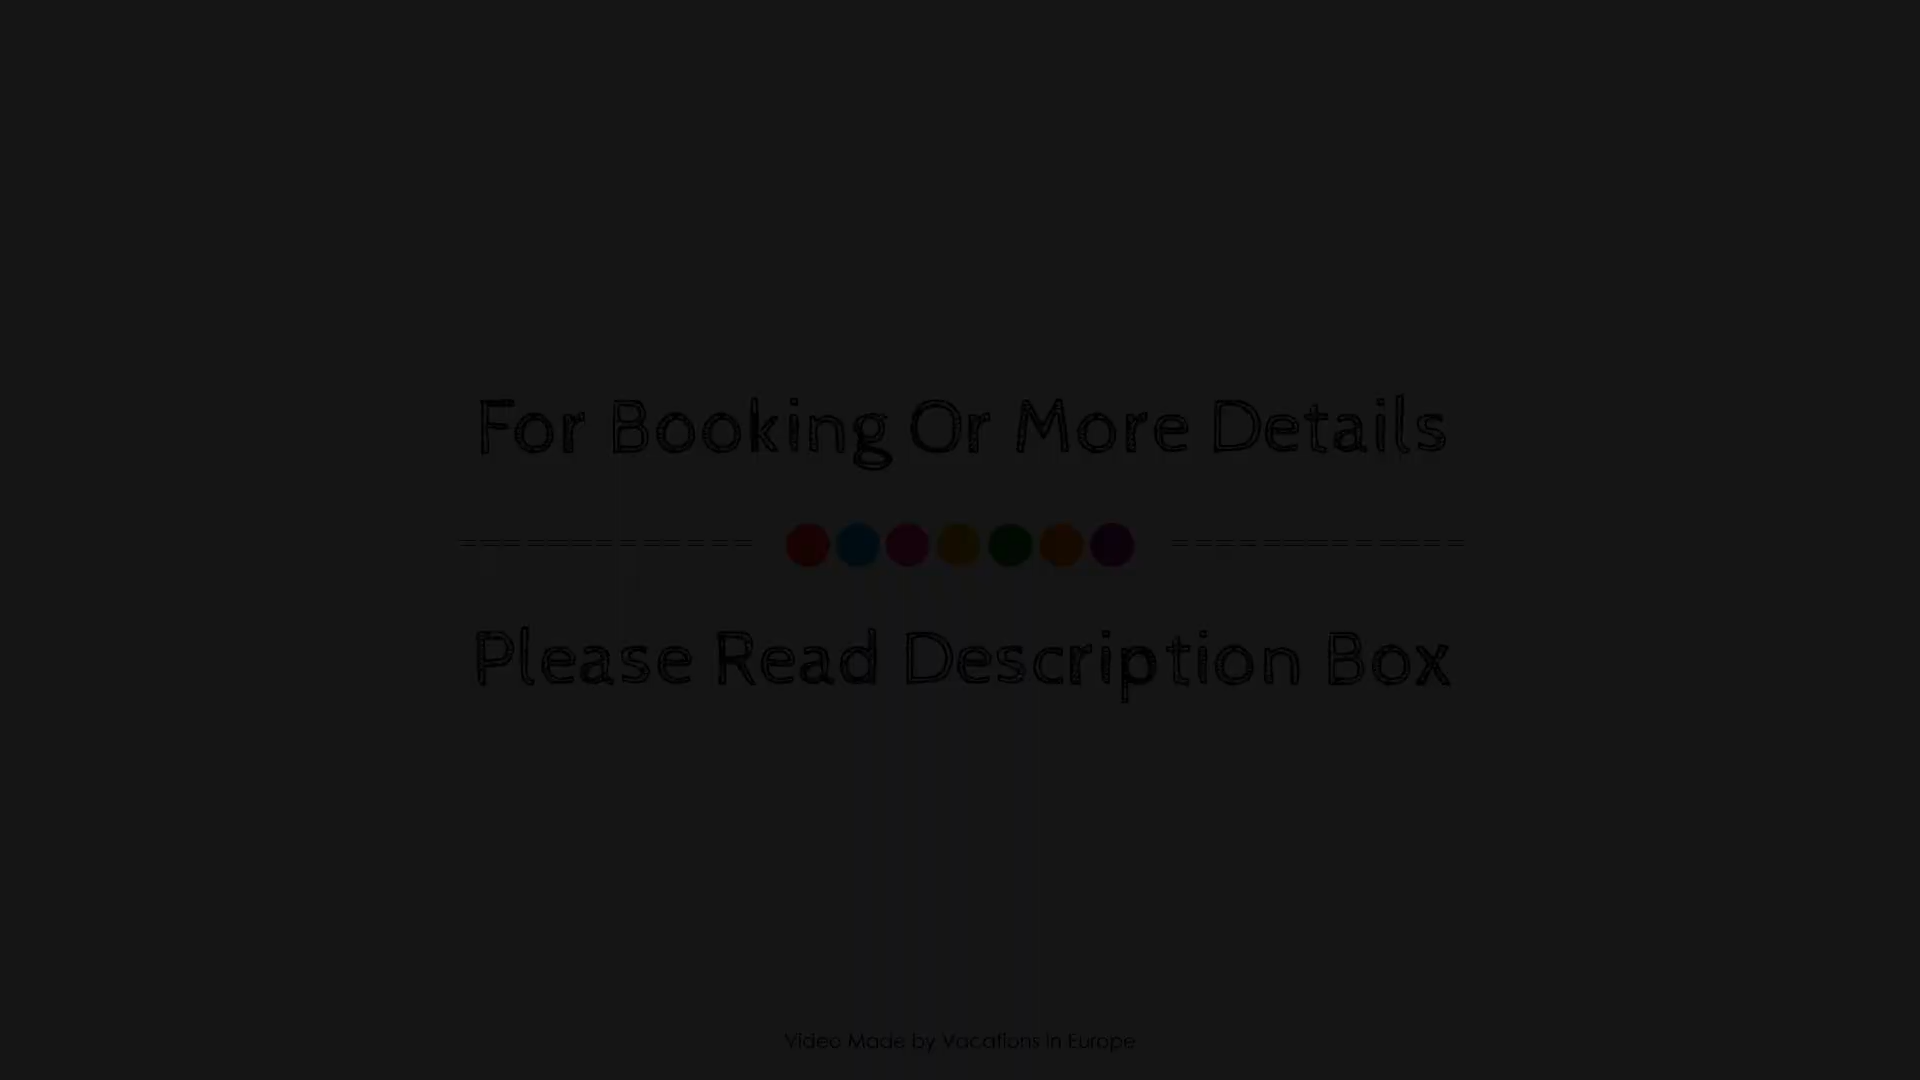 For Booking Or More Details
Please Read Description Box
Video Made by Vacations in Europe